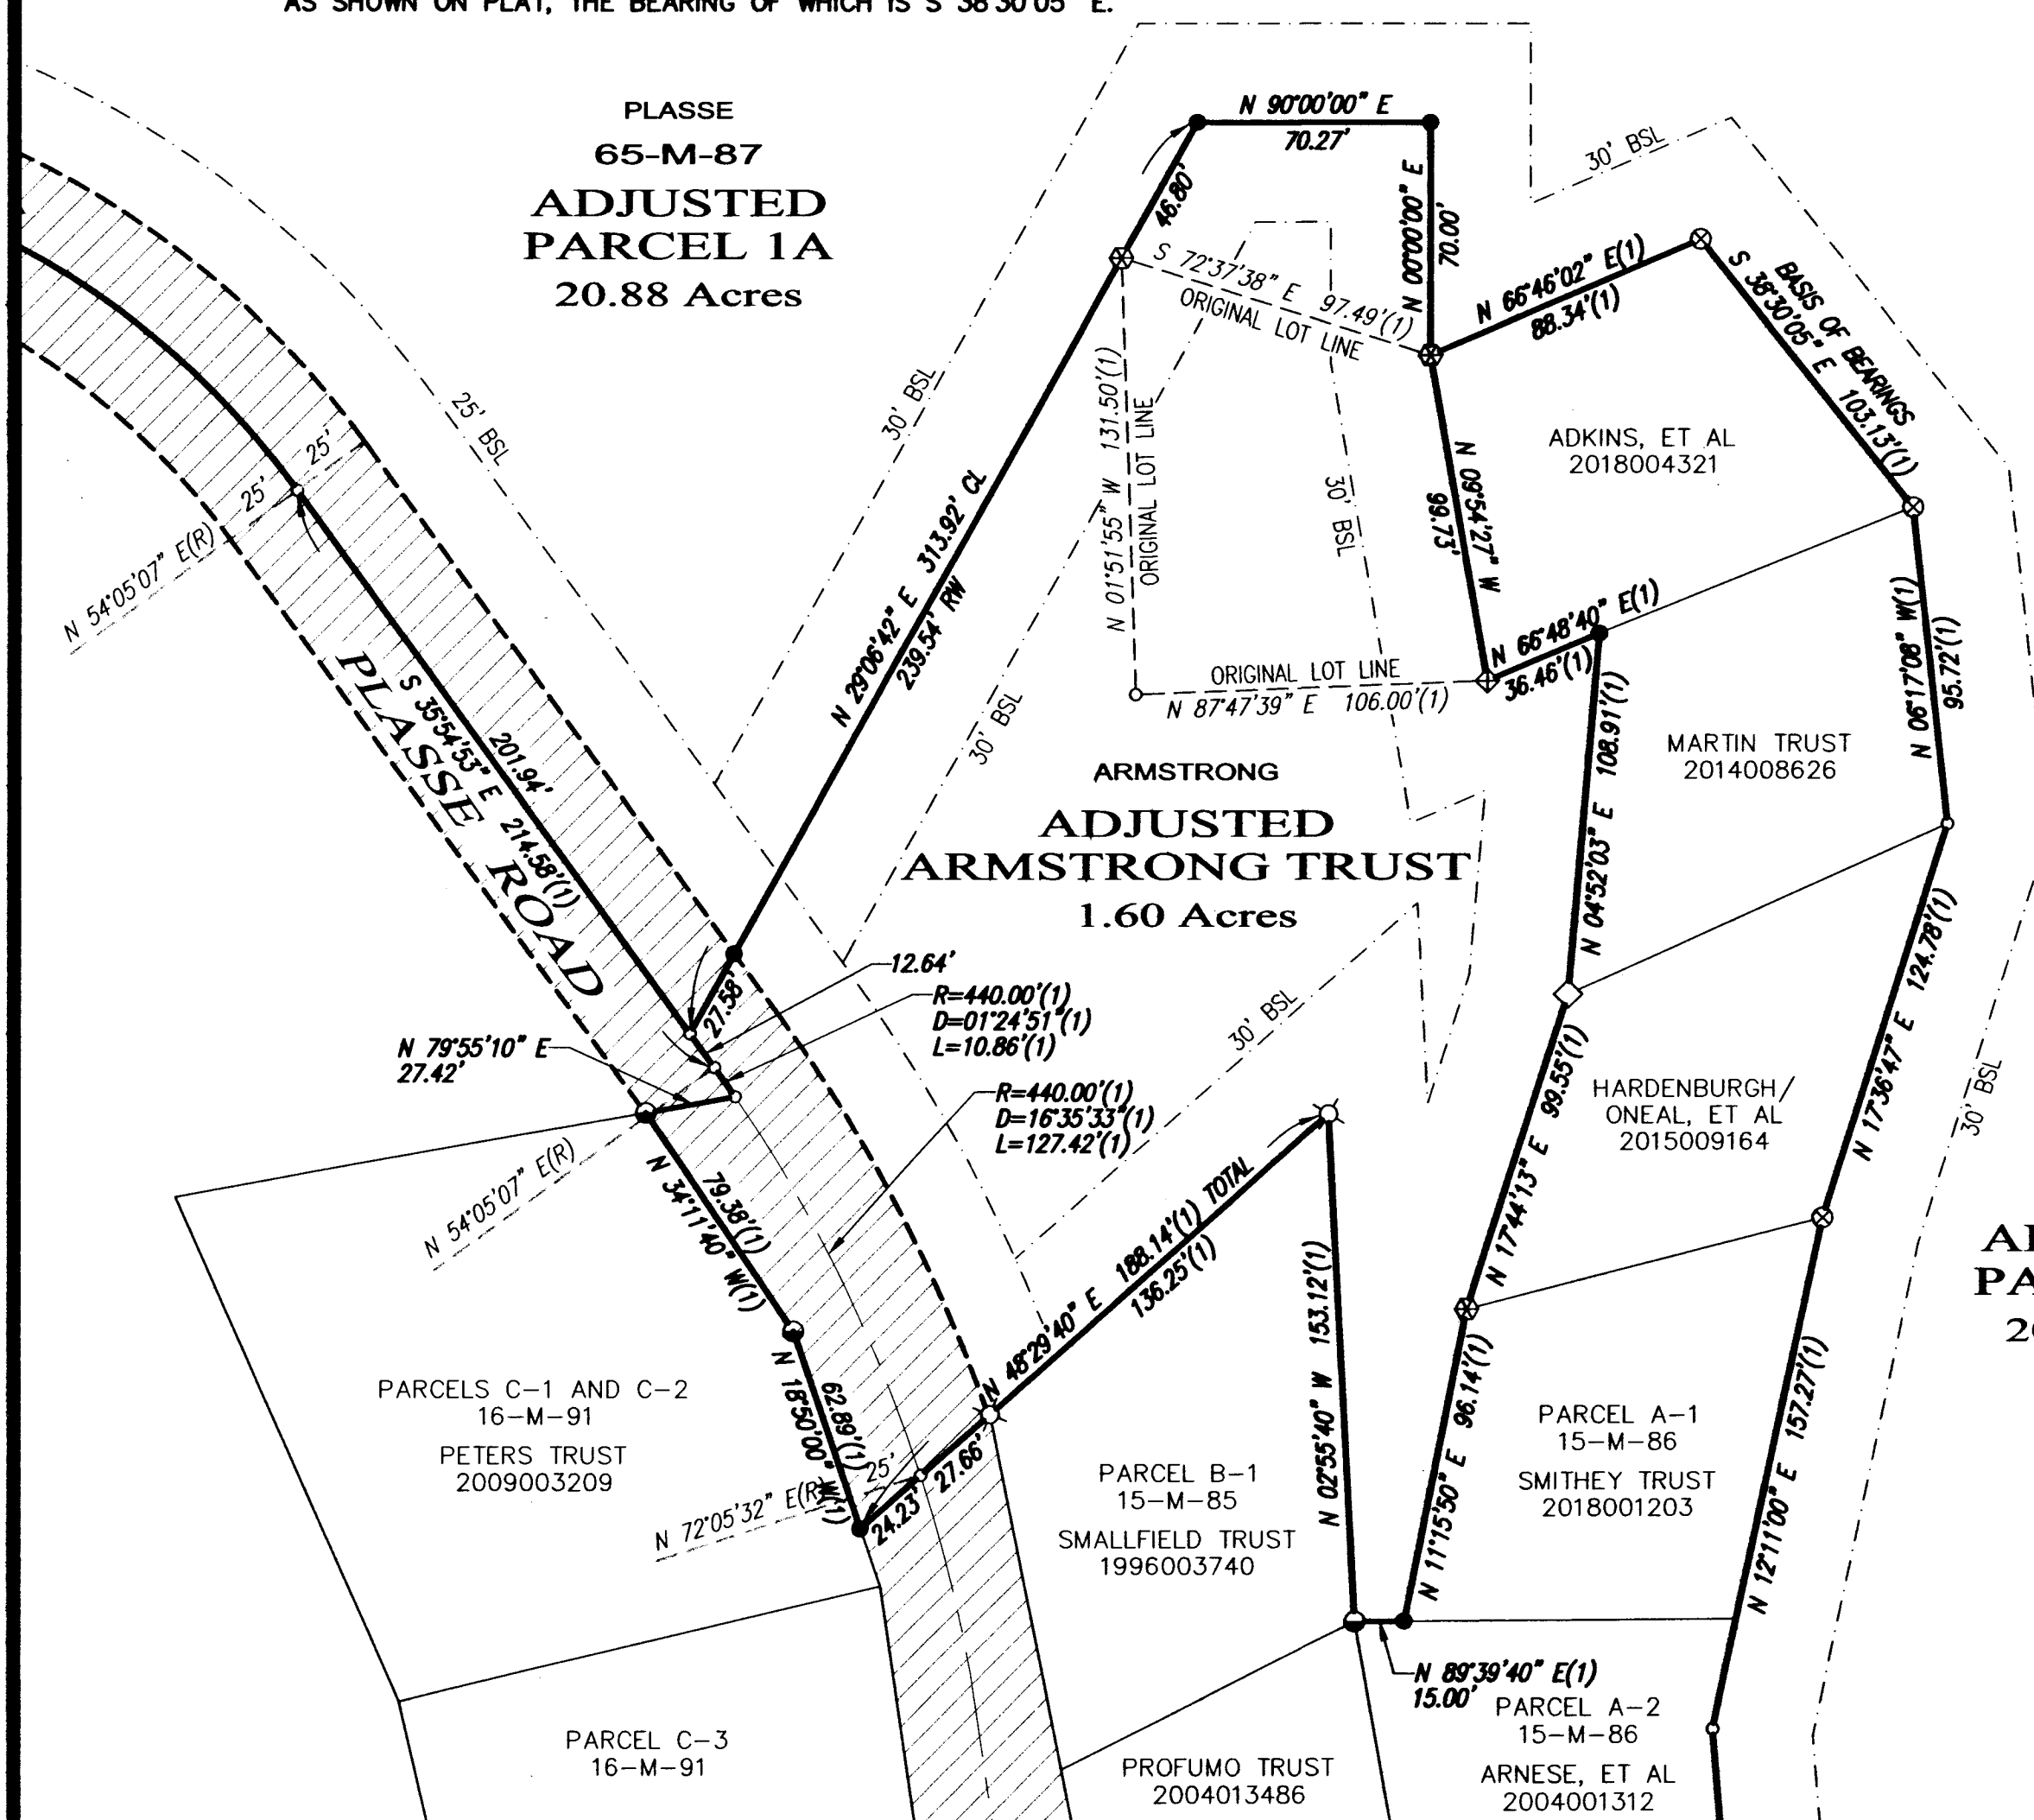 AS SHOWN ON PLAT, THE BEARING OF WHICH IS S 38°30'05" E.
PLASSE
65-M-87
ADJUSTED
PARCEL 1A
20.88 Acres
N 90°00'00" E
70.27'
46.80'
N 00°00'00" E
70.00'
30' BSL
S 72°37'38" E 97.49'(1)
ORIGINAL LOT LINE
N 66°46'02" E(1)
88.34'(1)
BASIS OF BEARINGS
S 38°30'05" E 103.13'(1)
25' BSL
30' BSL
25'
25'
N 54°05'07" E(R)
N 01°51'55" W 131.50'(1)
ORIGINAL LOT LINE
30' BSL
N 09°54'27" W
99.73'
ADKINS, ET AL
2018004321
N 29°06'42" E 313.92' CL
239.54' RW
N 66°48'40" E(1)
36.46'(1)
N 06°17'08" W(1)
95.72'(1)
ORIGINAL LOT LINE
N 87°47'39" E 106.00'(1)
30' BSL
PLASSE ROAD
S 35°54'53" E 214.58'(1)
201.94'
N 04°52'03" E 108.91'(1)
MARTIN TRUST
2014008626
ARMSTRONG
ADJUSTED
ARMSTRONG TRUST
1.60 Acres
12.64'
27.58'
R=440.00'(1)
D=01°24'51"(1)
L=10.86'(1)
N 79°55'10" E
27.42'
30' BSL
R=440.00'(1)
D=16°35'33"(1)
L=127.42'(1)
N 17°36'47" E 124.78'(1)
N 17°44'13" E 99.55'(1)
HARDENBURGH/
ONEAL, ET AL
2015009164
30' BSL
N 54°05'07" E(R)
79.38'(1)
N 34°11'40" W(1)
N 48°29'40" E 188.14'(1) TOTAL
136.25'(1)
N 02°55'40" W 153.12'(1)
PARCELS C-1 AND C-2
16-M-91
PETERS TRUST
2009003209
62.89'(1)
N 18°50'00" W(1)
25'
N 72°05'32" E(R)
24.23'
27.66'
PARCEL B-1
15-M-85
SMALLFIELD TRUST
1996003740
N 11°15'50" E 96.14'(1)
PARCEL A-1
15-M-86
SMITHEY TRUST
2018001203
N 12°11'00" E 157.27'(1)
N 89°39'40" E(1)
15.00'
PARCEL A-2
15-M-86
ARNESE, ET AL
2004001312
PARCEL C-3
16-M-91
PROFUMO TRUST
2004013486